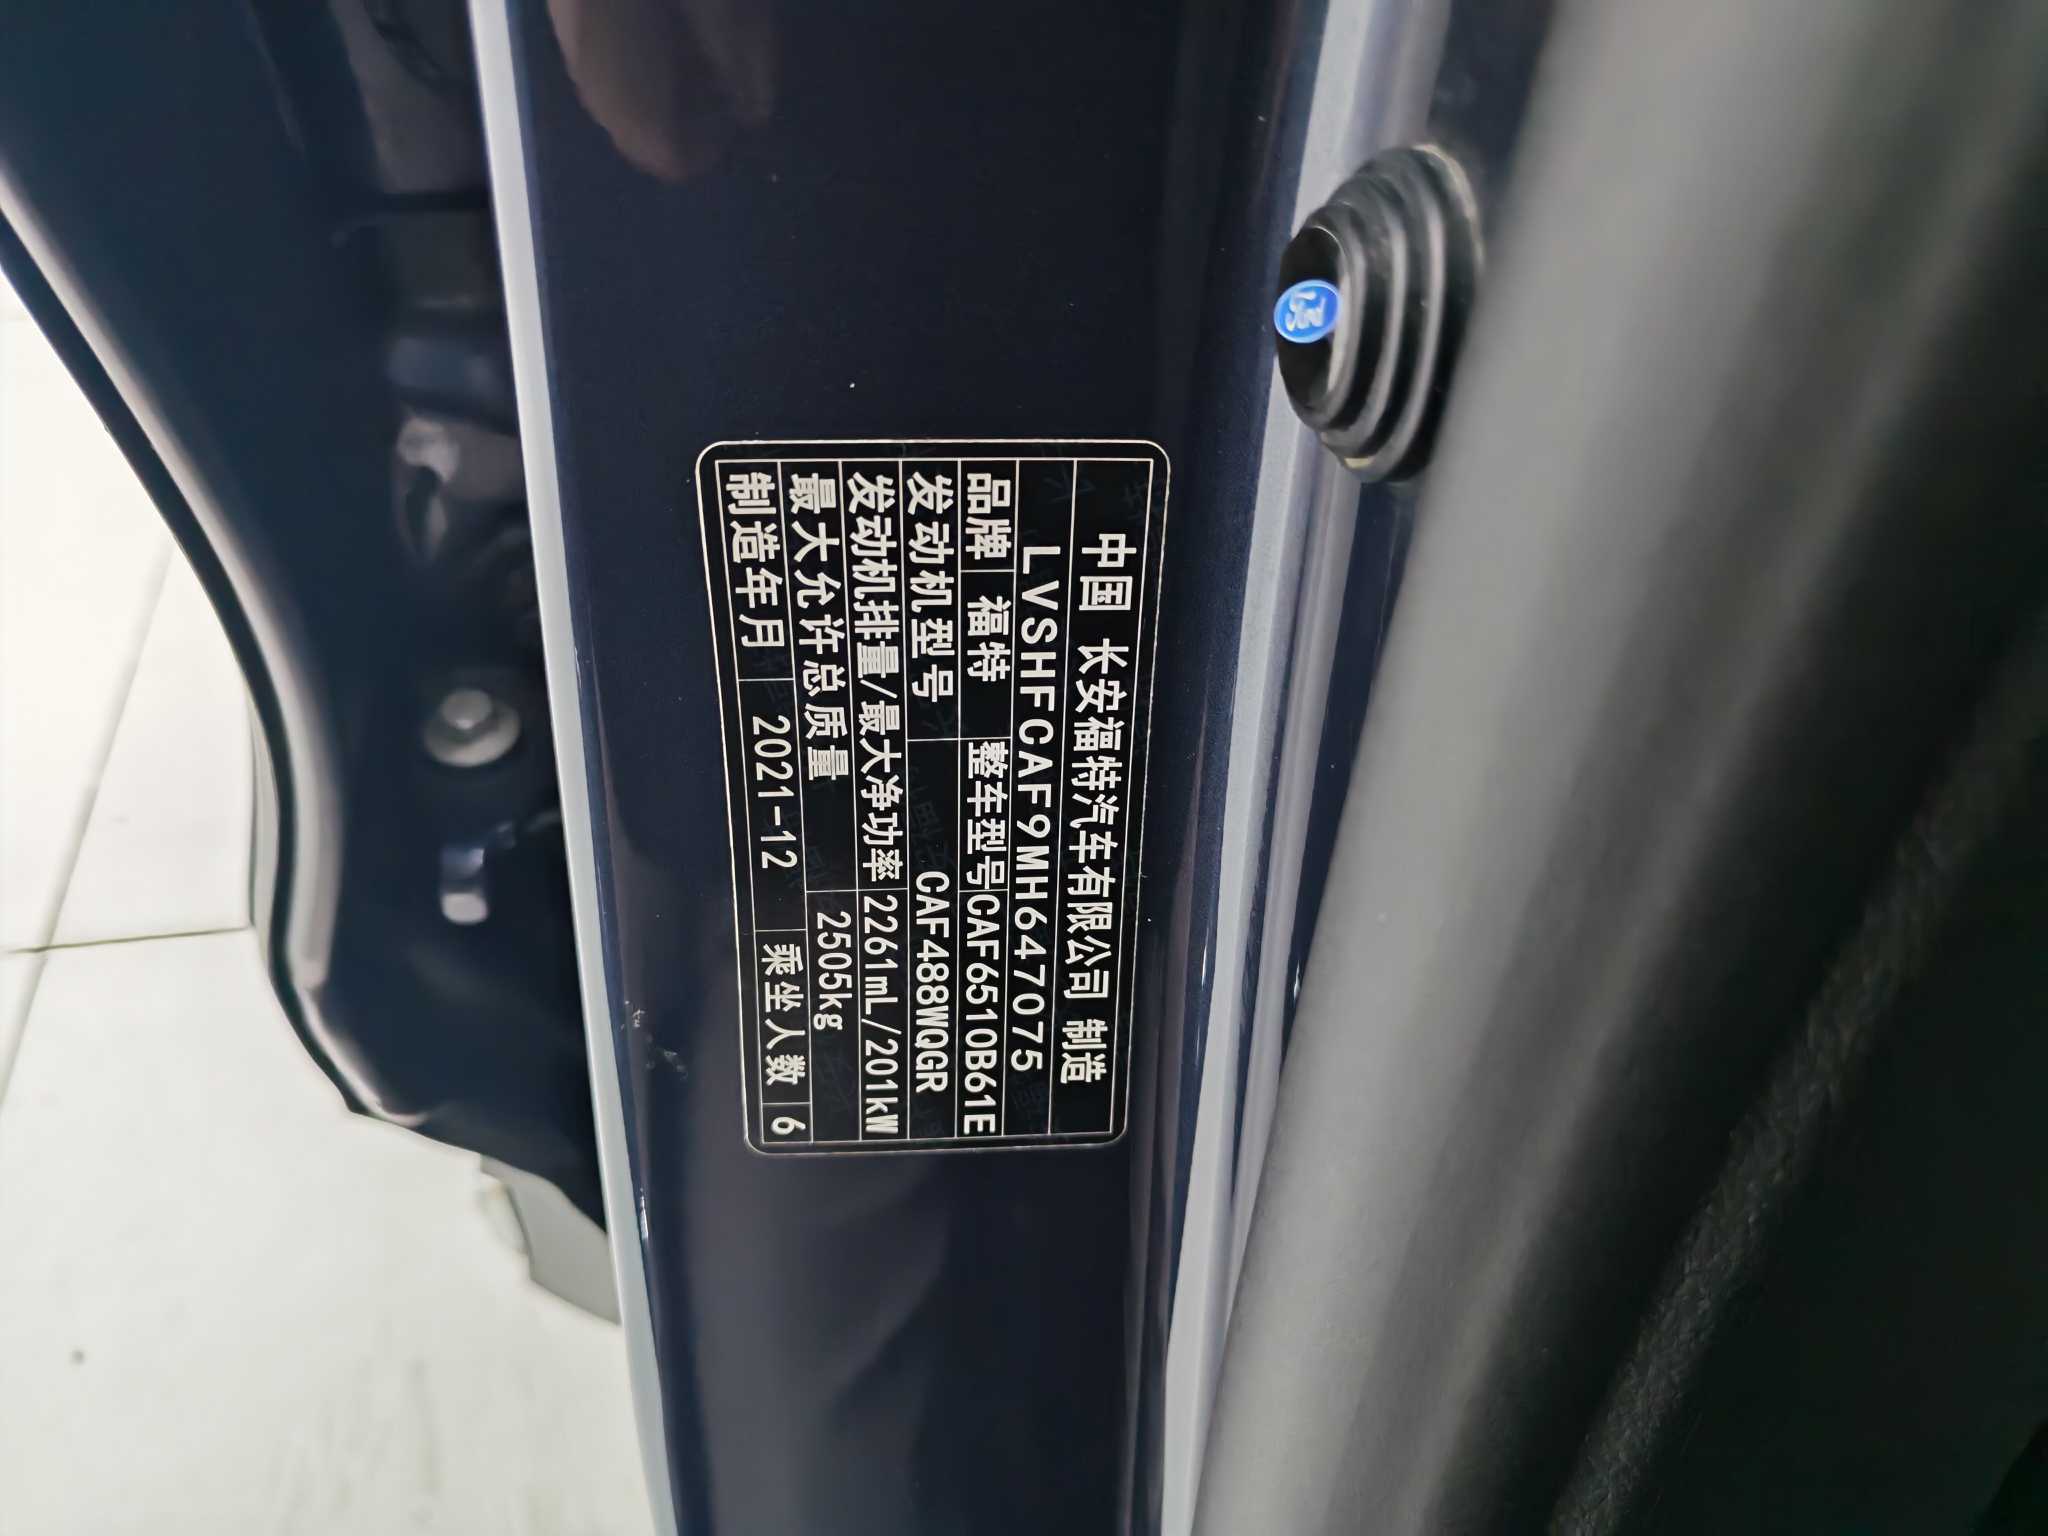 中国 长安福特汽车有限公司 制造
LVSHFCAF9MH647075
品牌 福特 整车型号 CAF6510B61E
发动机型号 CAF488WQGR
发动机排量/最大净功率 2261mL/201kW
最大允许总质量 2505kg
制造年月 2021-12 乘坐人数 6